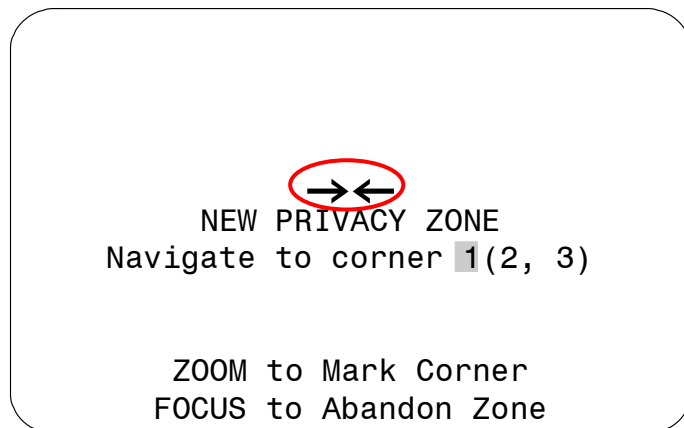 →←
NEW PRIVACY ZONE
Navigate to corner 1(2, 3)
ZOOM to Mark Corner
FOCUS to Abandon Zone